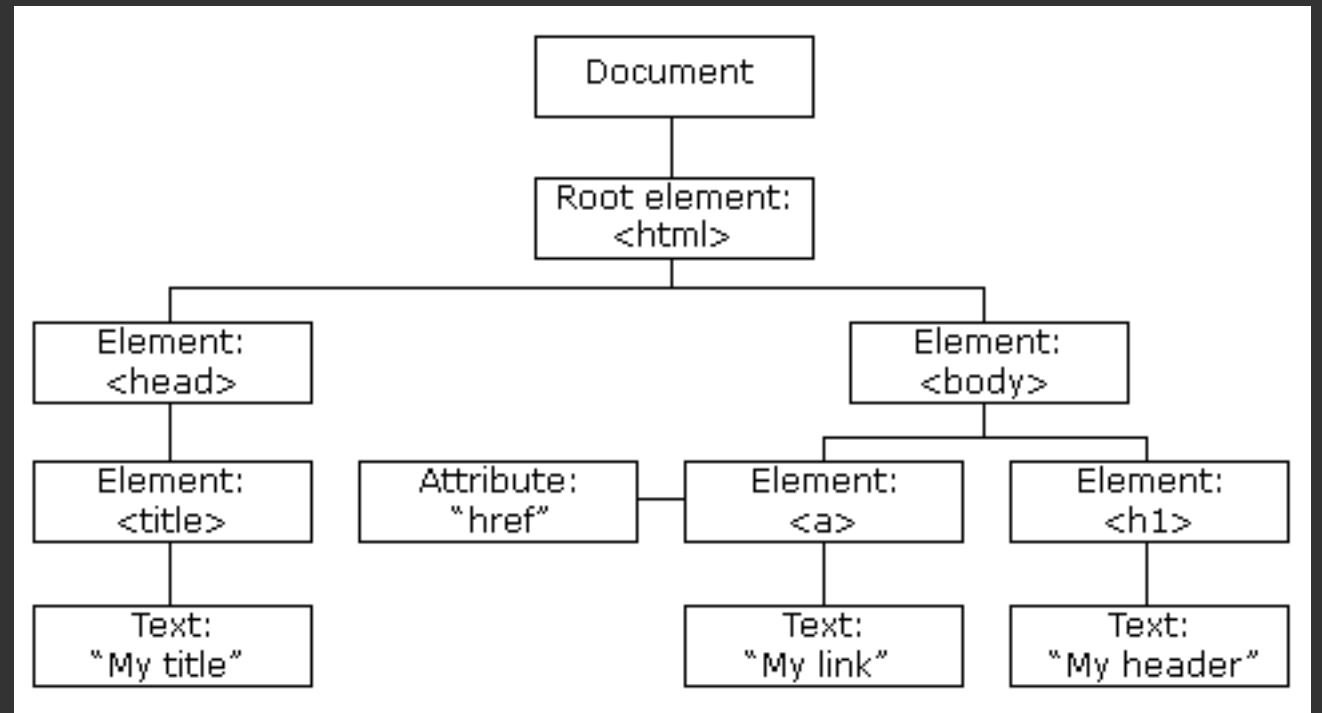 Document
Root element:
<html>
Element:
<head>
Element:
<body>
Element:
<title>
Attribute:
“href”
Element:
<a>
Element:
<h1>
Text:
“My title”
Text:
“My link”
Text:
“My header”